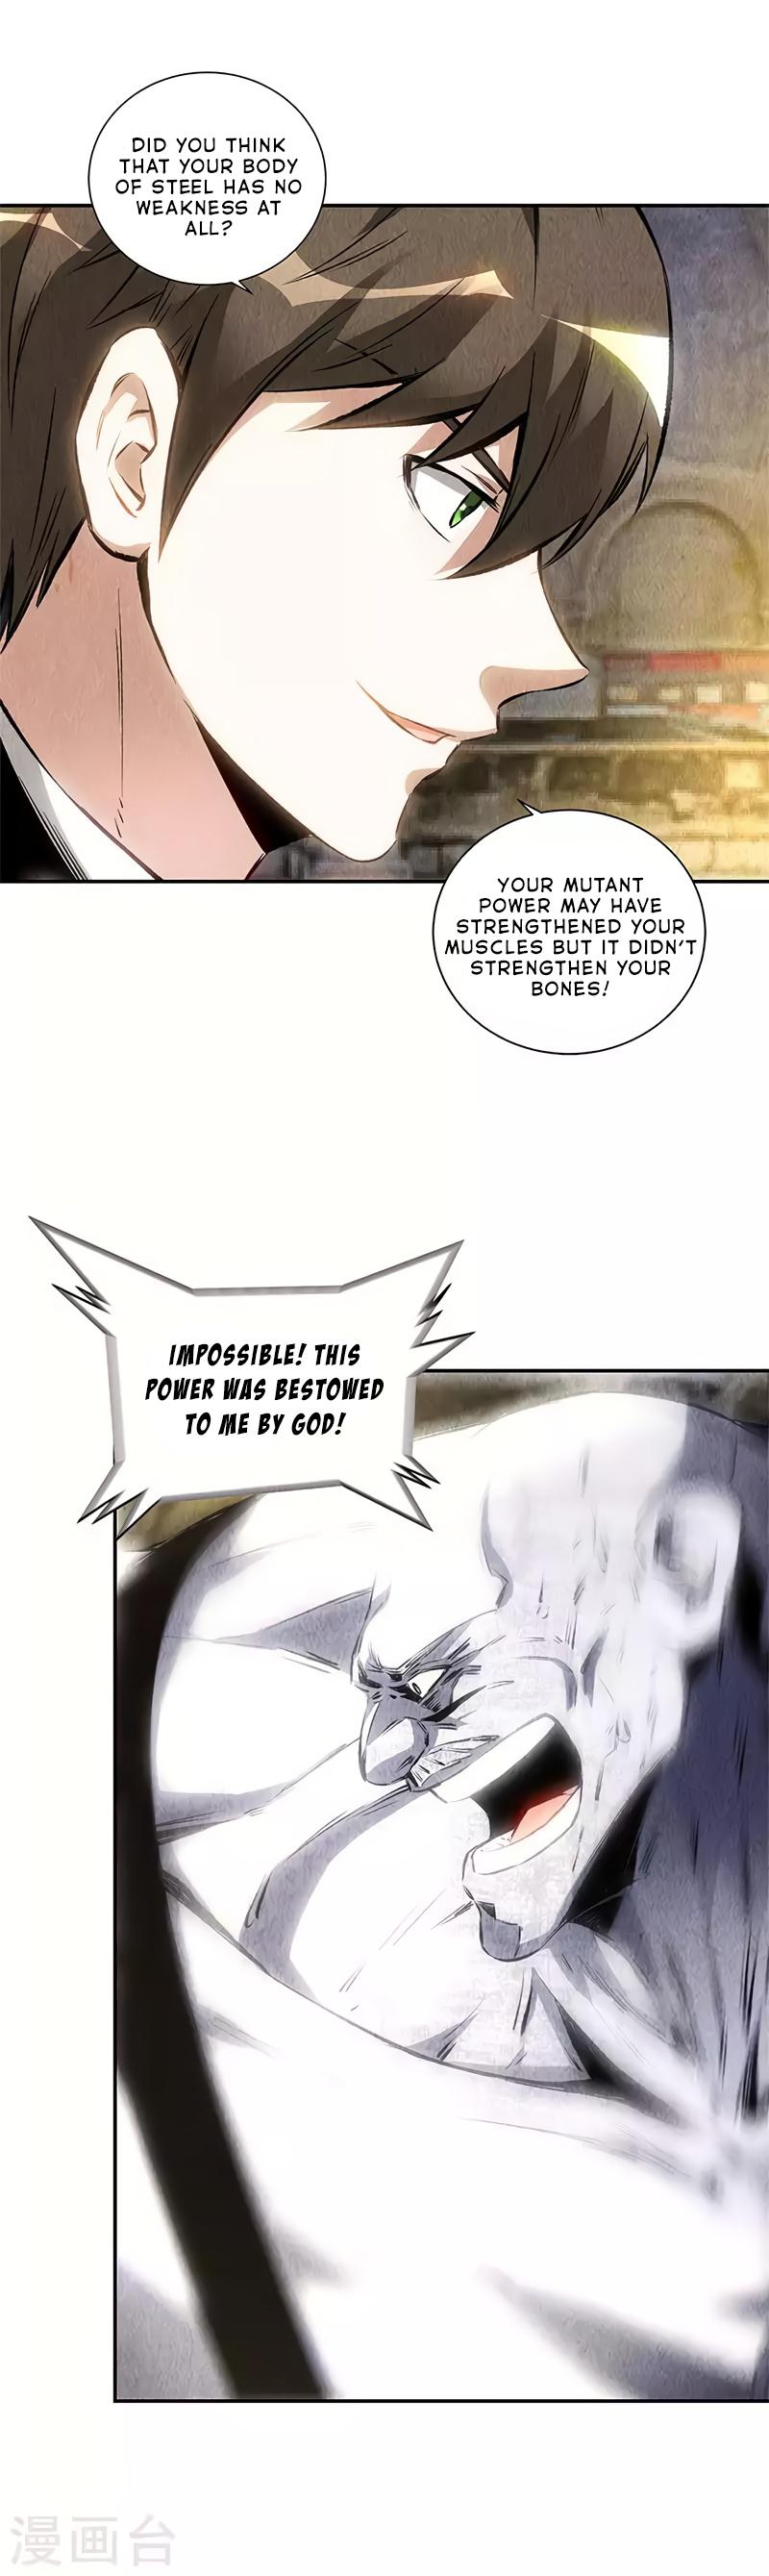 DID YOU THINK
THAT YOUR BODY
OF STEEL HAS NO
WEAKNESS AT
ALL?
YOUR MUTANT
POWER MAY HAVE
STRENGTHENED YOUR
MUSCLES BUT IT DIDN'T
STRENGTHEN YOUR
BONES!
IMPOSSIBLE! THIS
POWER WAS BESTOWED
TO ME BY GOD!
漫画台